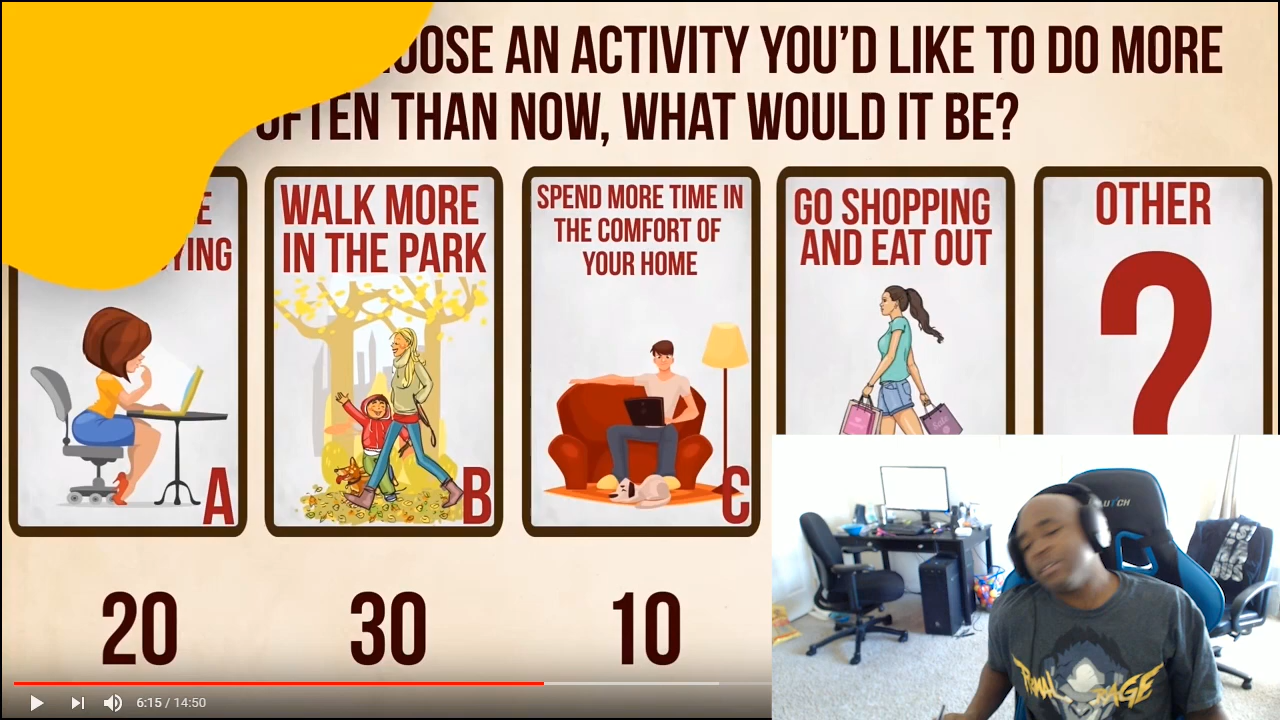 OOSE AN ACTIVITY YOU'D LIKE TO DO MORE
OFTEN THAN NOW, WHAT WOULD IT BE?
WALK MORE
IN THE PARK
SPEND MORE TIME IN
THE COMFORT OF
YOUR HOME
GO SHOPPING
AND EAT OUT
OTHER
?
A
B
C
20
30
10
6:15 / 14:50